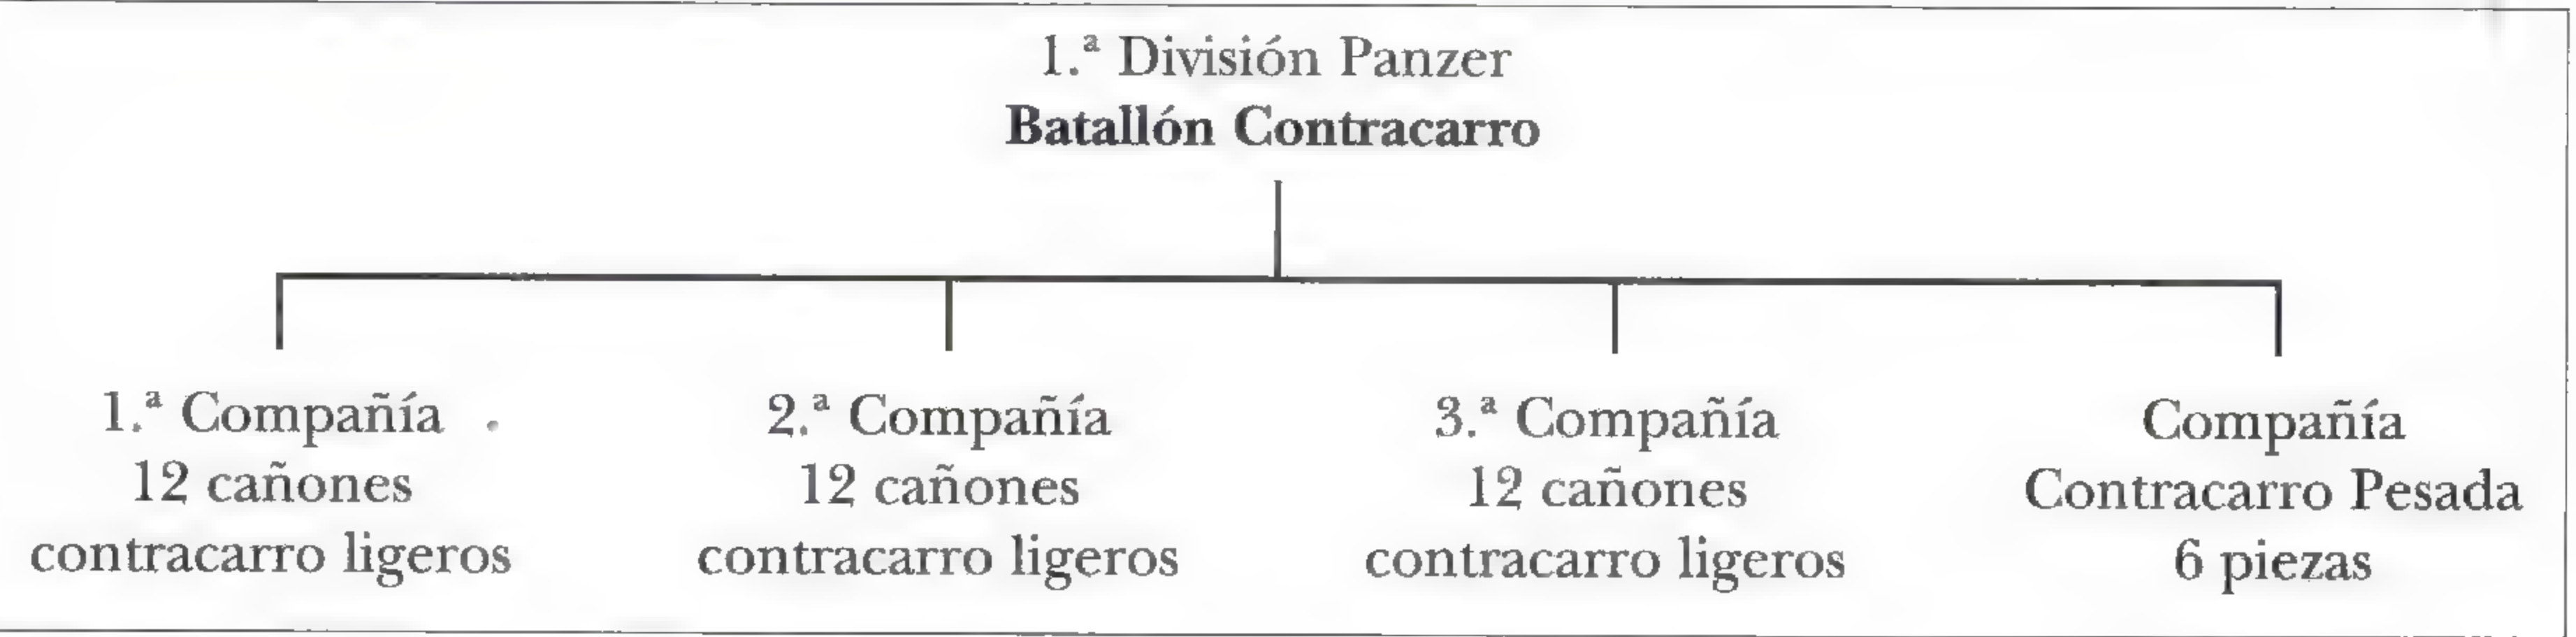 1.ª División Panzer
Batallón Contracarro
1.ª Compañía
12 cañones
contracarro ligeros
2.ª Compañía
12 cañones
contracarro ligeros
3.ª Compañía
12 cañones
contracarro ligeros
Compañía
Contracarro Pesada
6 piezas